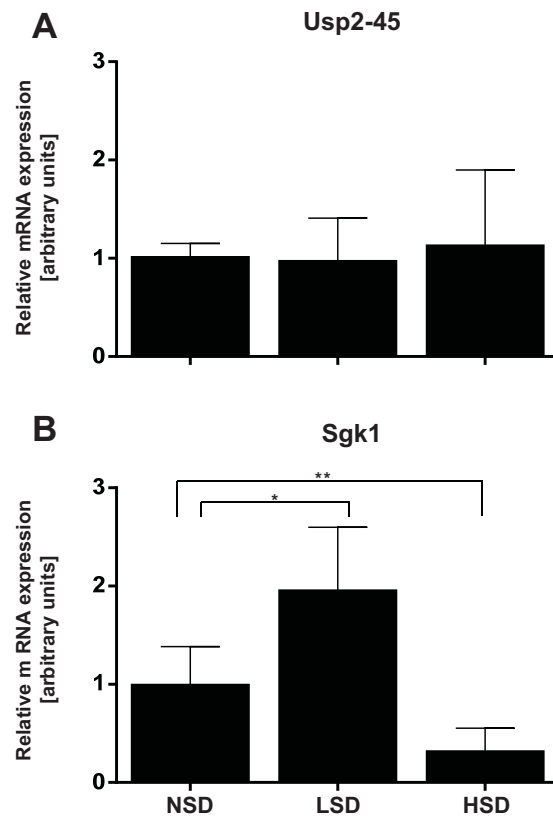 A
Usp2-45
Relative mRNA expression
[arbitrary units]
3
2
1
0
B
Sgk1
Relative m RNA expression
[arbitrary units]
3
2
1
0
**
*
NSD LSD HSD